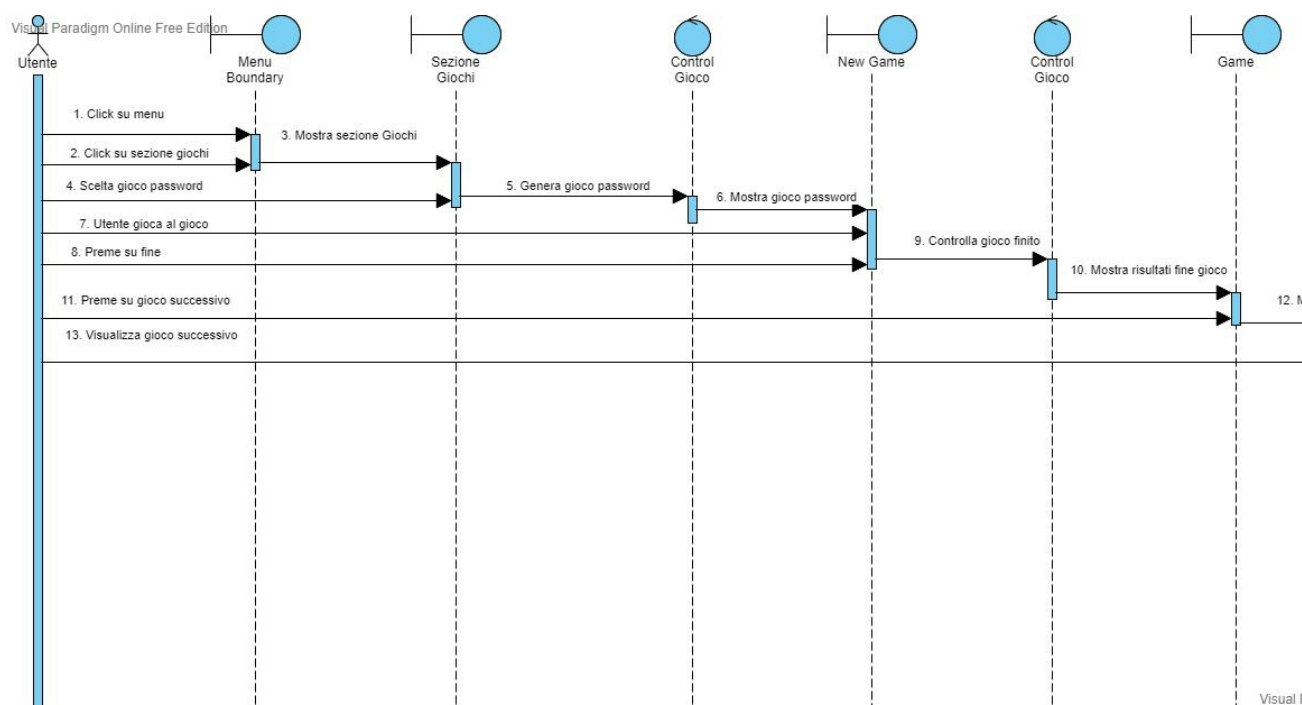 Visual Paradigm Online Free Edition
Utente
Menu
Boundary
Sezione
Giochi
Control
Gioco
New Game
Control
Gioco
Game
1. Click su menu
2. Click su sezione giochi
3. Mostra sezione Giochi
4. Scelta gioco password
5. Genera gioco password
6. Mostra gioco password
7. Utente gioca al gioco
8. Preme su fine
9. Controlla gioco finito
10. Mostra risultati fine gioco
11. Preme su gioco successivo
12.
13. Visualizza gioco successivo
Visual